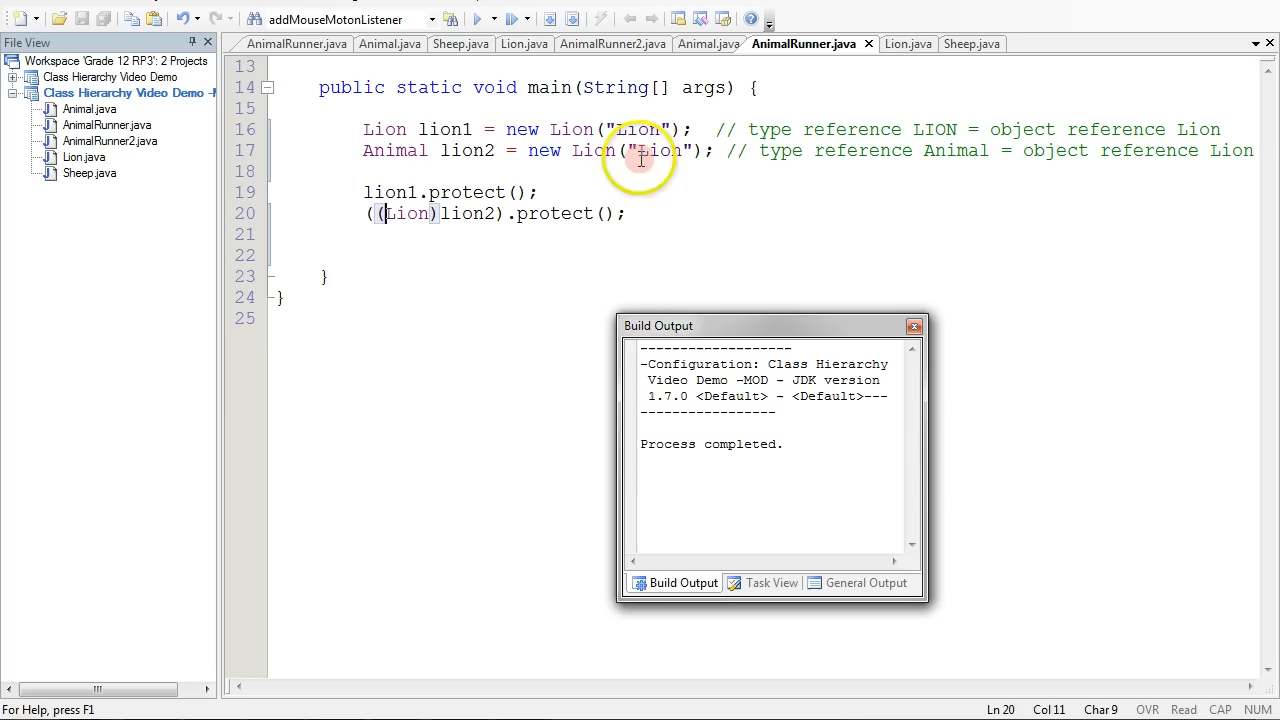 addMouseMotonListener
File View
AnimalRunner.java Animal.java Sheep.java Lion.java AnimalRunner2.java Animal.java AnimalRunner.java Lion.java Sheep.java
Workspace 'Grade 12 RP3': 2 Projects
Class Hierarchy Video Demo
Class Hierarchy Video Demo -M
Animal.java
AnimalRunner.java
AnimalRunner2.java
Lion.java
Sheep.java
13
14 public static void main(String[] args) {
15
16 Lion lion1 = new Lion("Lion"); // type reference LION = object reference Lion
17 Animal lion2 = new Lion("Lion"); // type reference Animal = object reference Lion
18
19 lion1.protect();
20 ((Lion)lion2).protect();
21
22
23 }
24 }
25
Build Output
--------------------
-Configuration: Class Hierarchy
Video Demo -MOD - JDK version
1.7.0 <Default> - <Default>---
-----------------
Process completed.
Build Output Task View General Output
For Help, press F1
Ln 20 Col 11 Char 9 OVR Read CAP NUM